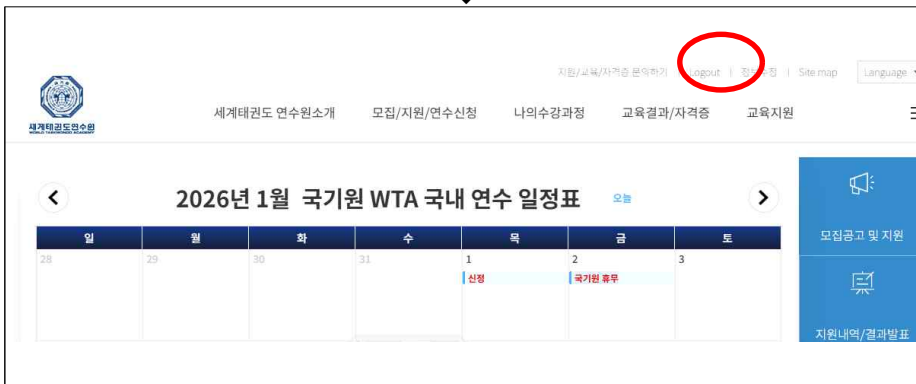 지원/교육/자격증 문의하기 | Logout | 정보수정 | Site map Language
세계태권도연수원
WORLD TAEKWONDO ACADEMY
세계태권도 연수원소개 모집/지원/연수신청 나의수강과정 교육결과/자격증 교육지원
2026년 1월 국기원 WTA 국내 연수 일정표 오늘
일 월 화 수 목 금 토
28 29 30 31 1 2 3
신정 국기원 휴무
모집공고 및 지원
지원내역/결과발표